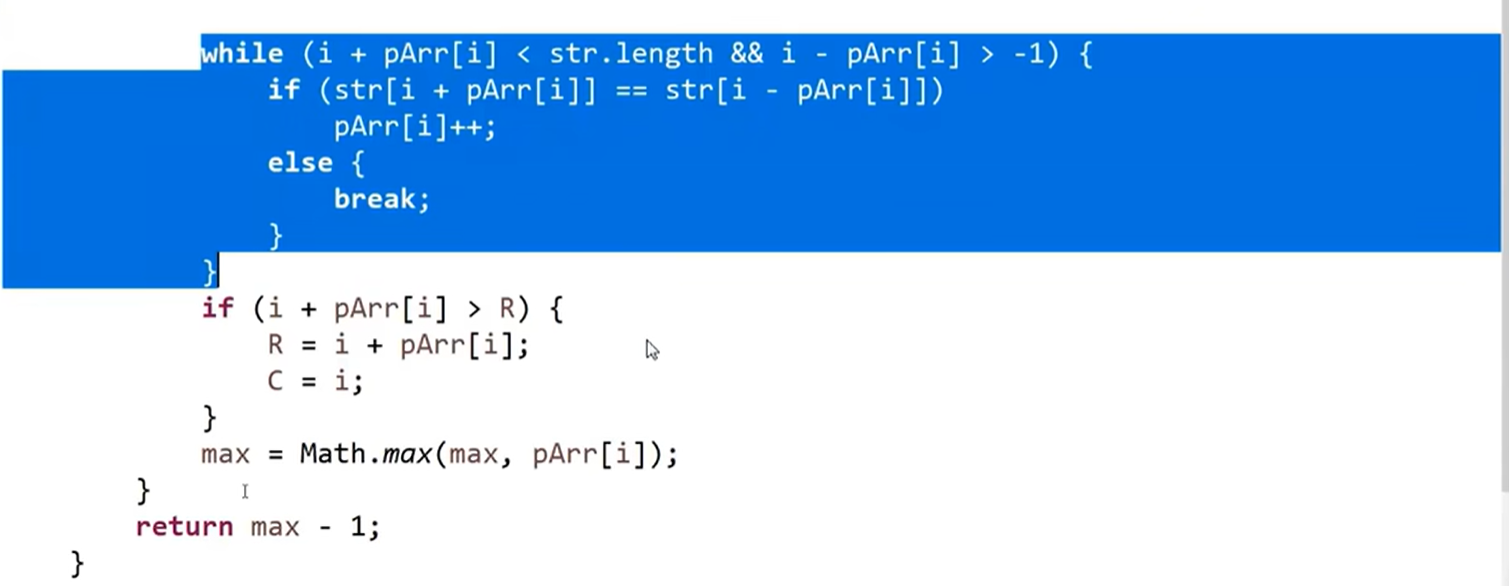 while (i + pArr[i] < str.length && i - pArr[i] > -1) {
if (str[i + pArr[i]] == str[i - pArr[i]])
pArr[i]++;
else {
break;
}
}
if (i + pArr[i] > R) {
R = i + pArr[i];
C = i;
}
max = Math.max(max, pArr[i]);
}
return max - 1;
}